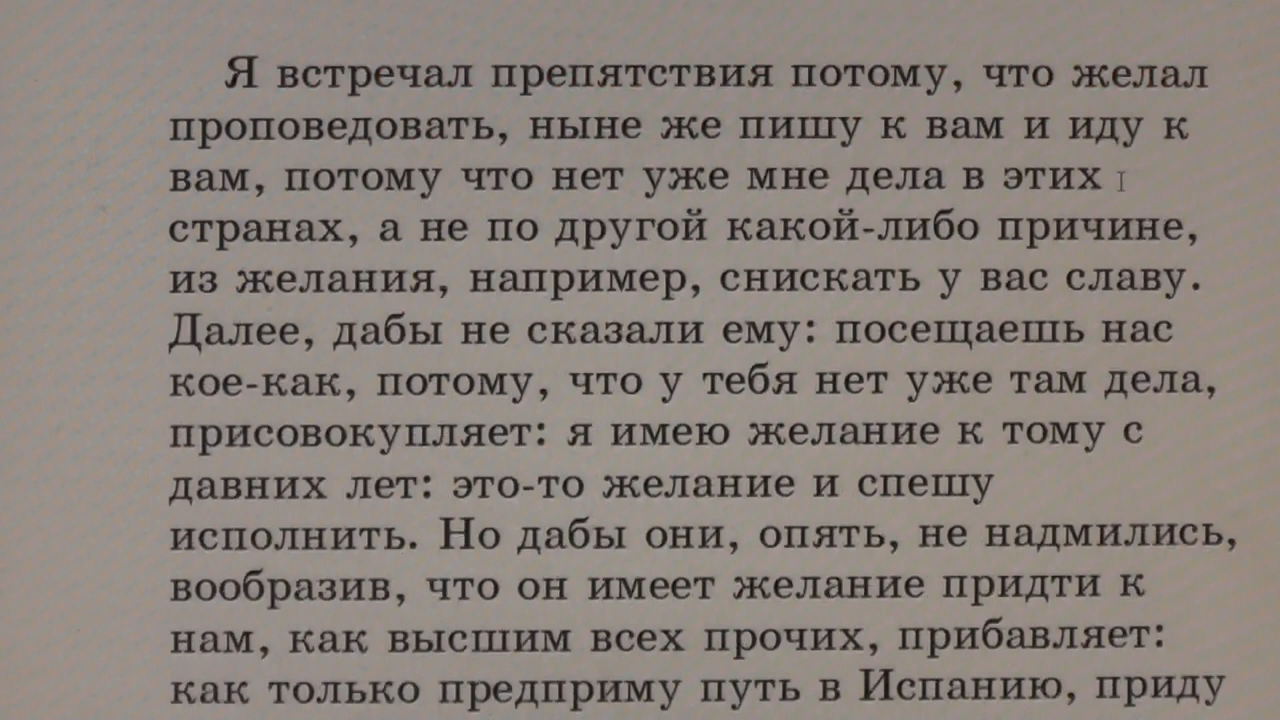 Я встречал препятствия потому, что желал
проповедовать, ныне же пишу к вам и иду к
вам, потому что нет уже мне дела в этих
странах, а не по другой какой-либо причине,
из желания, например, снискать у вас славу.
Далее, дабы не сказали ему: посещаешь нас
кое-как, потому, что у тебя нет уже там дела,
присовокупляет: я имею желание к тому с
давних лет: это-то желание и спешу
исполнить. Но дабы они, опять, не надмились,
вообразив, что он имеет желание придти к
нам, как высшим всех прочих, прибавляет:
как только предприму путь в Испанию, приду